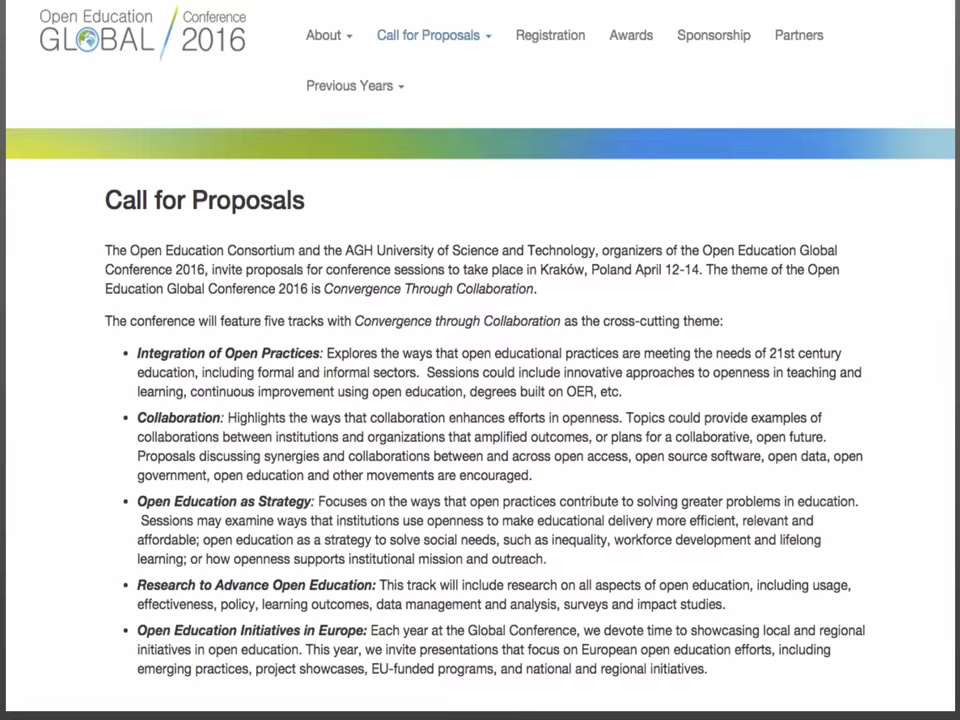 Open Education
GLOBAL
Conference
2016
About
Call for Proposals
Registration
Awards
Sponsorship
Partners
Previous Years
Call for Proposals
The Open Education Consortium and the AGH University of Science and Technology, organizers of the Open Education Global
Conference 2016, invite proposals for conference sessions to take place in Kraków, Poland April 12-14. The theme of the Open
Education Global Conference 2016 is Convergence Through Collaboration.
The conference will feature five tracks with Convergence through Collaboration as the cross-cutting theme:
• Integration of Open Practices: Explores the ways that open educational practices are meeting the needs of 21st century
education, including formal and informal sectors. Sessions could include innovative approaches to openness in teaching and
learning, continuous improvement using open education, degrees built on OER, etc.
• Collaboration: Highlights the ways that collaboration enhances efforts in openness. Topics could provide examples of
collaborations between institutions and organizations that amplified outcomes, or plans for a collaborative, open future.
Proposals discussing synergies and collaborations between and across open access, open source software, open data, open
government, open education and other movements are encouraged.
• Open Education as Strategy: Focuses on the ways that open practices contribute to solving greater problems in education.
Sessions may examine ways that institutions use openness to make educational delivery more efficient, relevant and
affordable; open education as a strategy to solve social needs, such as inequality, workforce development and lifelong
learning; or how openness supports institutional mission and outreach.
• Research to Advance Open Education: This track will include research on all aspects of open education, including usage,
effectiveness, policy, learning outcomes, data management and analysis, surveys and impact studies.
• Open Education Initiatives in Europe: Each year at the Global Conference, we devote time to showcasing local and regional
initiatives in open education. This year, we invite presentations that focus on European open education efforts, including
emerging practices, project showcases, EU-funded programs, and national and regional initiatives.